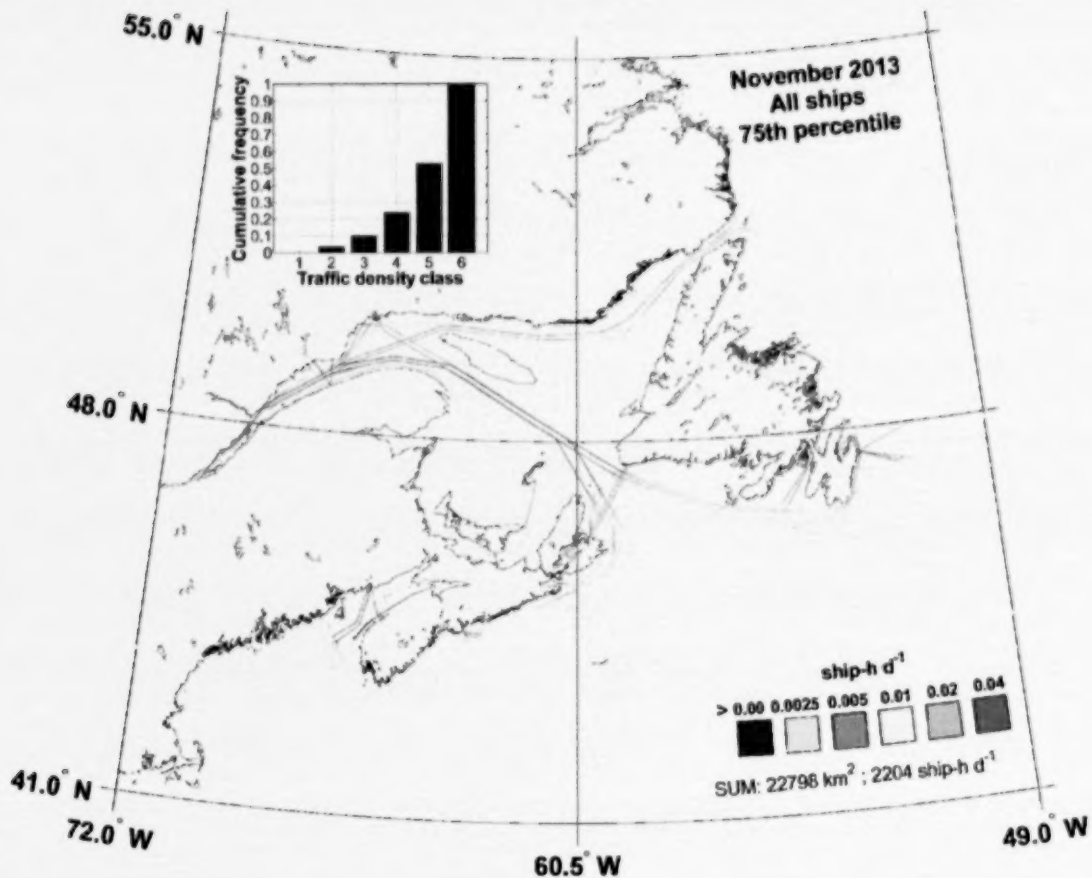 55.0° N
November 2013
All ships
75th percentile
Cumulative frequency
1
0.9
0.8
0.7
0.6
0.5
0.4
0.3
0.2
0.1
0
1 2 3 4 5 6
Traffic density class
48.0° N
ship-h d⁻¹
> 0.00 0.0025 0.005 0.01 0.02 0.04
SUM: 22798 km² ; 2204 ship-h d⁻¹
41.0° N
72.0° W
60.5° W
49.0° W